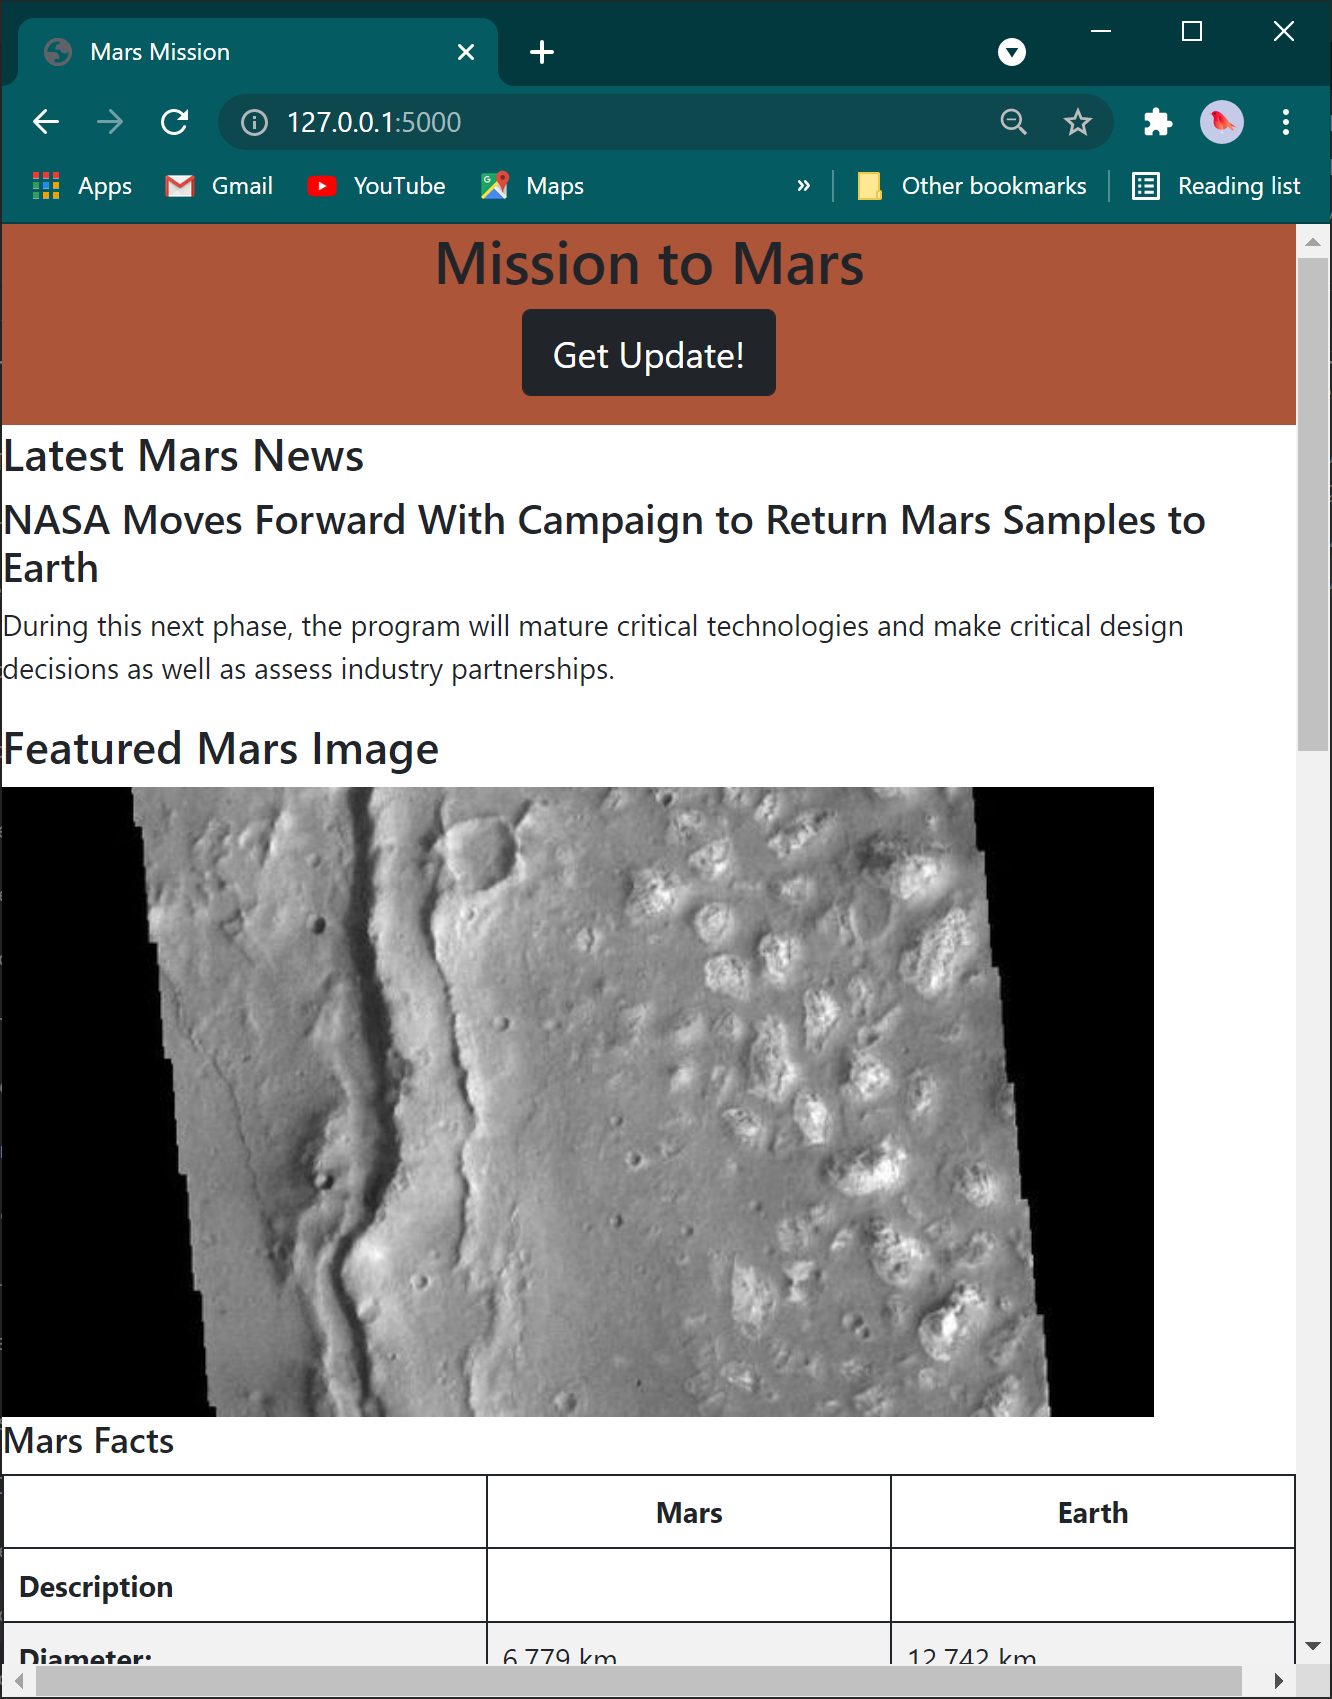 Mars Mission
127.0.0.1:5000
Apps Gmail YouTube Maps » Other bookmarks Reading list
Mission to Mars
Get Update!
Latest Mars News
NASA Moves Forward With Campaign to Return Mars Samples to
Earth
During this next phase, the program will mature critical technologies and make critical design
decisions as well as assess industry partnerships.
Featured Mars Image
Mars Facts
Mars Earth
Description
Diameter: 6,779 km 12,742 km